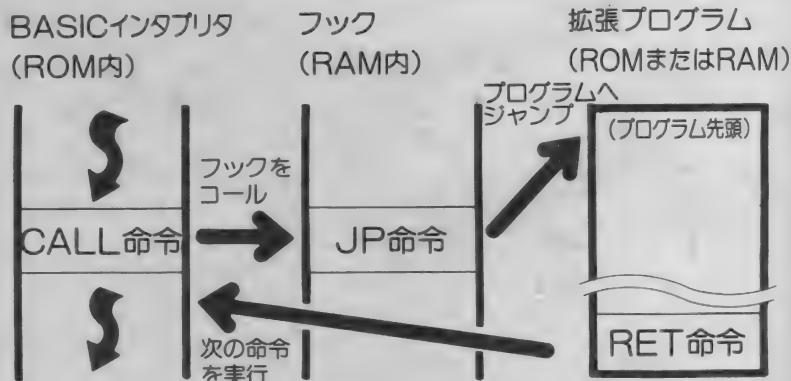 BASICインタプリタ
(ROM内)
フック
(RAM内)
拡張プログラム
(ROMまたはRAM)
プログラムへ
ジャンプ
(プログラム先頭)
フックを
コール
CALL命令
JP命令
次の命令
を実行
RET命令